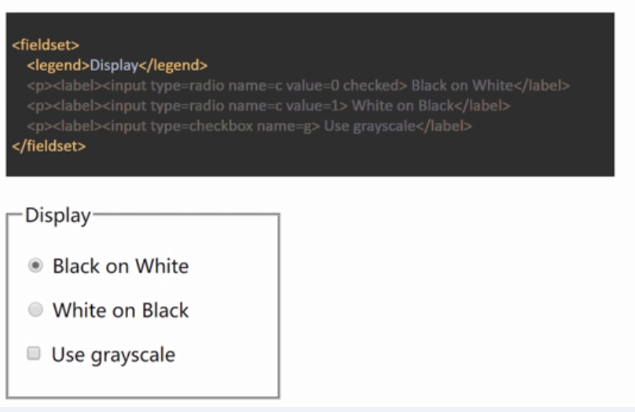 <fieldset>
<legend>Display</legend>
<p><label><input type=radio name=c value=0 checked> Black on White</label>
<p><label><input type=radio name=c value=1> White on Black</label>
<p><label><input type=checkbox name=g> Use grayscale</label>
</fieldset>
Display
Black on White
White on Black
Use grayscale